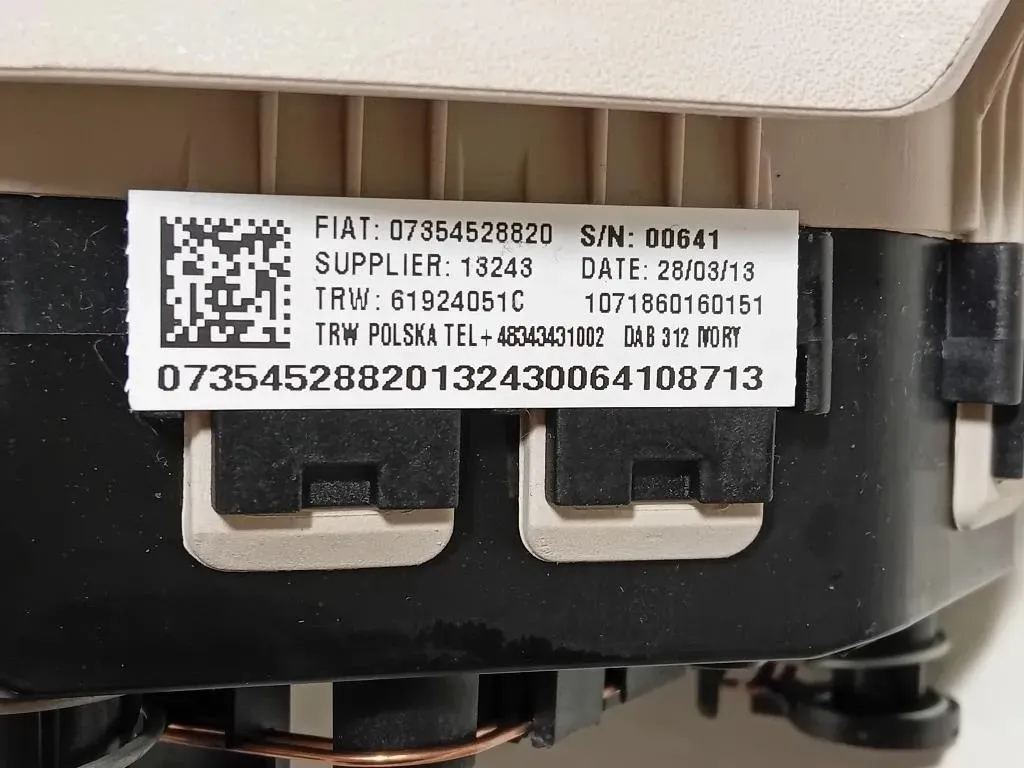 FIAT: 07354528820 S/N: 00641
SUPPLIER: 13243 DATE: 28/03/13
TRW: 61924051C 1071860160151
TRW POLSKA TEL+48343431002 DAB 312 IVORY
07354528820132430064108713